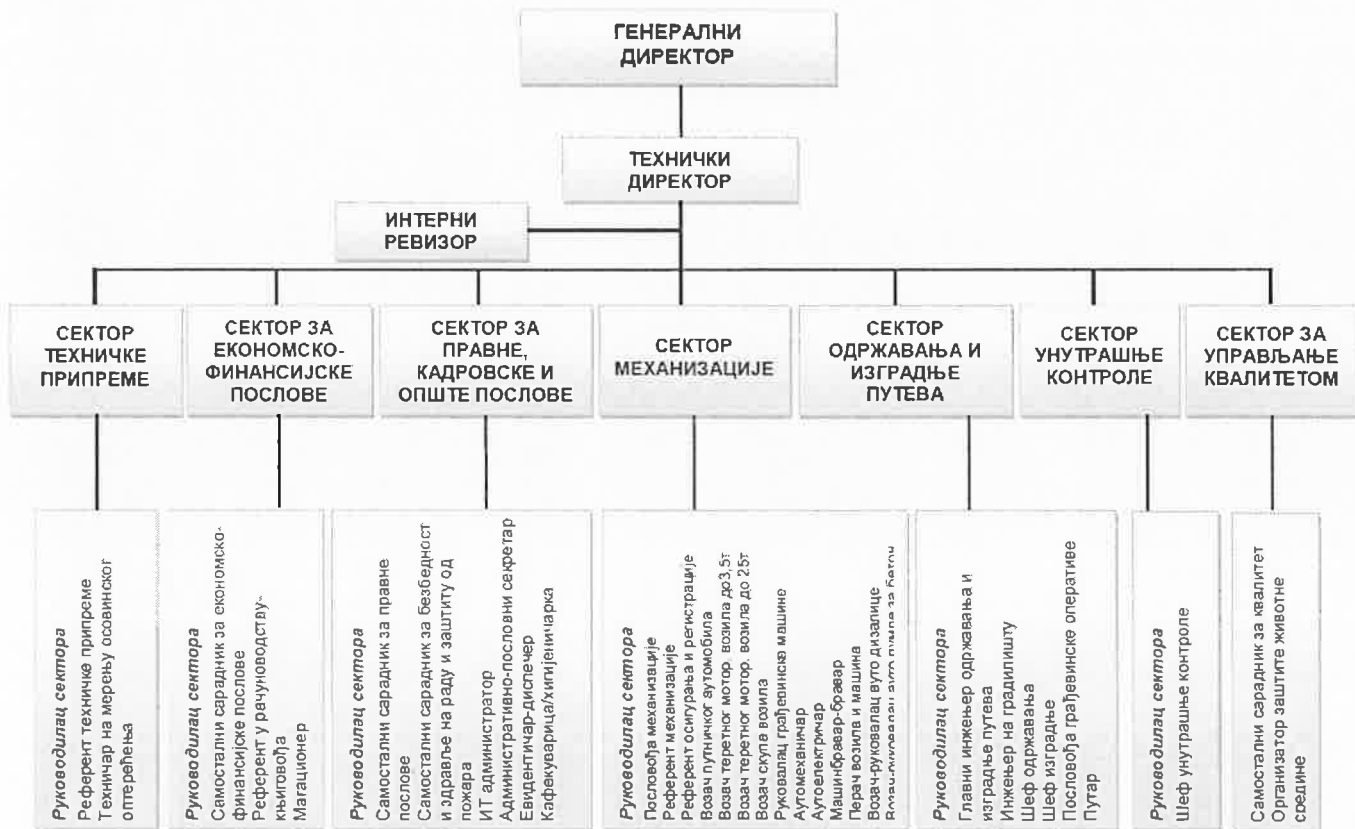 ГЕНЕРАЛНИ
ДИРЕКТОР
ТЕХНИЧКИ
ДИРЕКТОР
ИНТЕРНИ
РЕВИЗОР
СЕКТОР
ТЕХНИЧКЕ
ПРИПРЕМЕ
СЕКТОР ЗА
ЕКОНОМСКО-
ФИНАНСИЈСКЕ
ПОСЛОВЕ
СЕКТОР ЗА
ПРАВНЕ,
КАДРОВСКЕ И
ОПШТЕ ПОСЛОВЕ
СЕКТОР
МЕХАНИЗАЦИЈЕ
СЕКТОР
ОДРЖАВАЊА И
ИЗГРАДЊЕ
ПУТЕВА
СЕКТОР
УНУТРАШЊЕ
КОНТРОЛЕ
СЕКТОР ЗА
УПРАВЉАЊЕ
КВАЛИТЕТОМ
Руководилац сектора
Референт техничке припреме
Техничар на мерењу осовинског
оптерећења
Руководилац сектора
Самостални сарадник за економско-
финансијске послове
Референт у рачуноводству-
књиговођа
Магационер
Руководилац сектора
Самостални сарадник за правне
послове
Самостални сарадник за безбедност
и здравље на раду и заштиту од
пожара
ИТ администратор
Административно-пословни секретар
Евидентичар-диспечер
Кафекуварица/хигијеничарка
Руководилац сектора
Пословођа механизације
Референт механизације
Референт осигурања и регистрације
Возач путничког аутомобила
Возач теретног мотор. возила до3,5т
Возач теретног мотор. возила до 25т
Возач скупа возила
Руковалац грађевинске машине
Аутомеханичар
Аутоелектричар
Машинбравар-бравар
Перач возила и машина
Возач-руковалац ауто дизалице
Возач-руковалац ауто пумпе за бетон
Руководилац сектора
Главни инжењер одржавања и
изградње путева
Инжењер на градилишту
Шеф одржавања
Шеф изградње
Пословођа грађевинске оперативе
Путар
Руководилац сектора
Шеф унутрашње контроле
Самостални сарадник за квалитет
Организатор заштите животне
средине